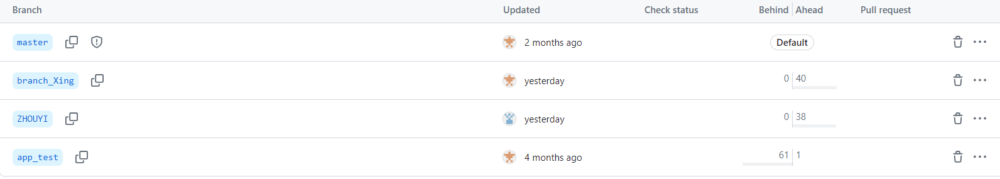 Branch Updated Check status Behind Ahead Pull request
master 2 months ago Default
branch_Xing yesterday 0 40
ZHOUYI yesterday 0 38
app_test 4 months ago 61 1